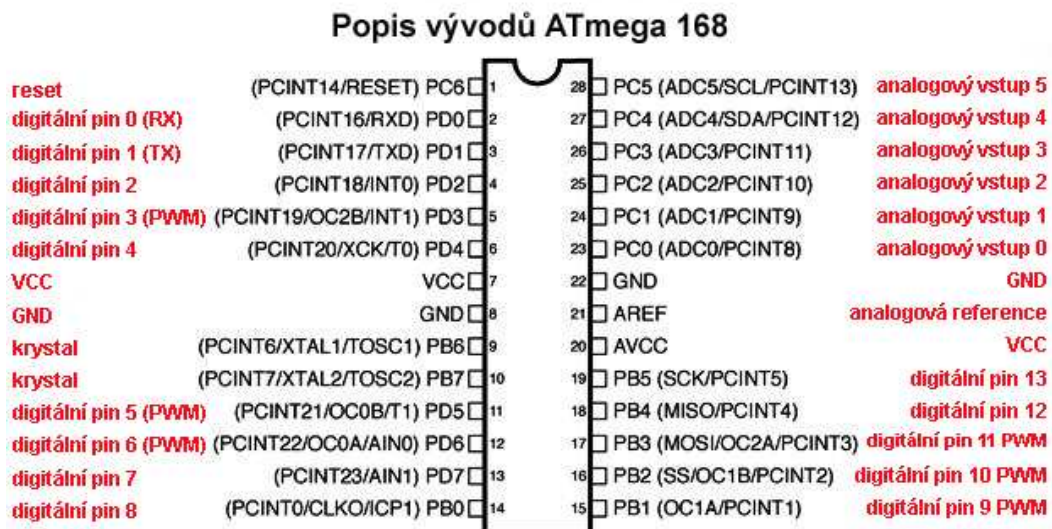 Popis vývodů ATmega 168
reset (PCINT14/RESET) PC6 1 28 PC5 (ADC5/SCL/PCINT13) analogový vstup 5
digitální pin 0 (RX) (PCINT16/RXD) PD0 2 27 PC4 (ADC4/SDA/PCINT12) analogový vstup 4
digitální pin 1 (TX) (PCINT17/TXD) PD1 3 26 PC3 (ADC3/PCINT11) analogový vstup 3
digitální pin 2 (PCINT18/INT0) PD2 4 25 PC2 (ADC2/PCINT10) analogový vstup 2
digitální pin 3 (PWM) (PCINT19/OC2B/INT1) PD3 5 24 PC1 (ADC1/PCINT9) analogový vstup 1
digitální pin 4 (PCINT20/XCK/T0) PD4 6 23 PC0 (ADC0/PCINT8) analogový vstup 0
VCC VCC 7 22 GND GND
GND GND 8 21 AREF analogová reference
krystal (PCINT6/XTAL1/TOSC1) PB6 9 20 AVCC VCC
krystal (PCINT7/XTAL2/TOSC2) PB7 10 19 PB5 (SCK/PCINT5) digitální pin 13
digitální pin 5 (PWM) (PCINT21/OC0B/T1) PD5 11 18 PB4 (MISO/PCINT4) digitální pin 12
digitální pin 6 (PWM) (PCINT22/OC0A/AIN0) PD6 12 17 PB3 (MOSI/OC2A/PCINT3) digitální pin 11 PWM
digitální pin 7 (PCINT23/AIN1) PD7 13 16 PB2 (SS/OC1B/PCINT2) digitální pin 10 PWM
digitální pin 8 (PCINT0/CLKO/ICP1) PB0 14 15 PB1 (OC1A/PCINT1) digitální pin 9 PWM